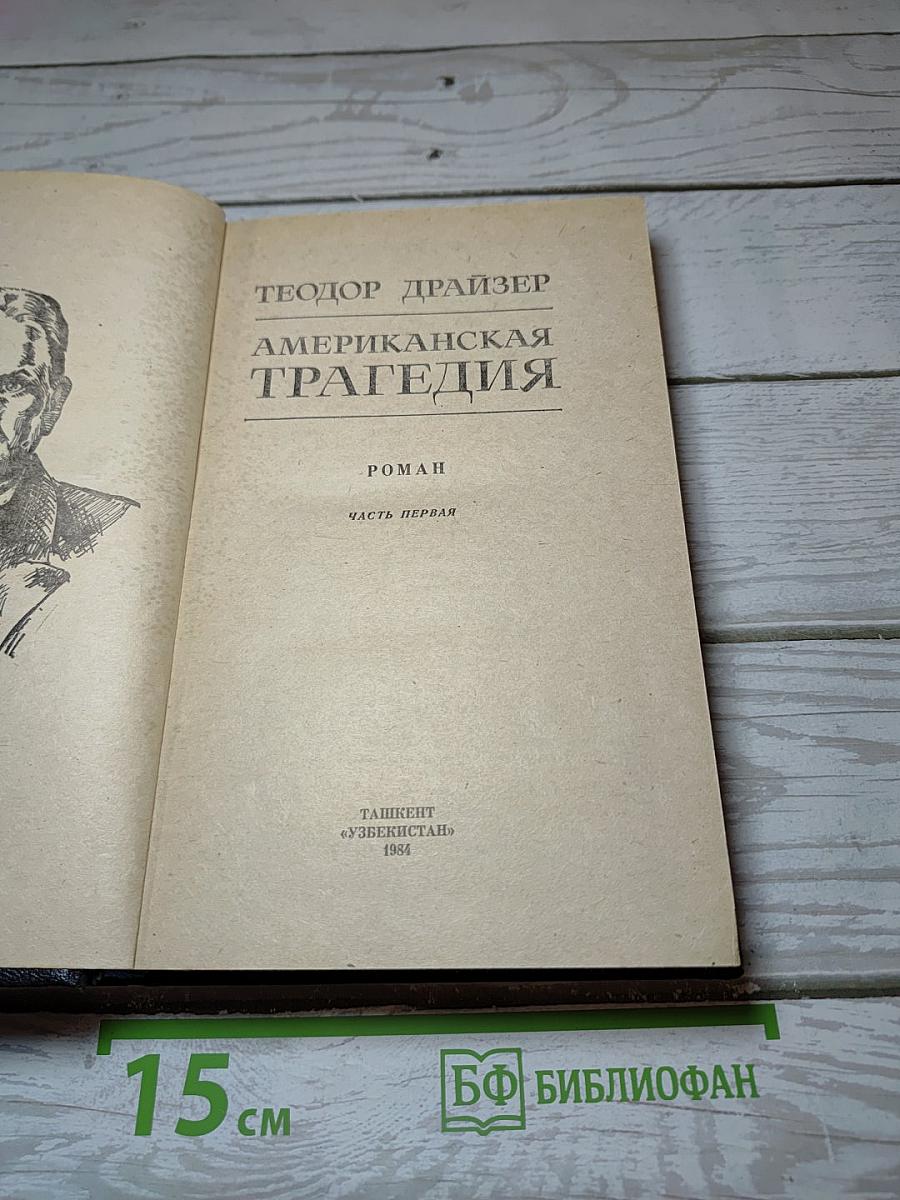 ТЕОДОР ДРАЙЗЕР
АМЕРИКАНСКАЯ
ТРАГЕДИЯ
РОМАН
ЧАСТЬ ПЕРВАЯ
ТАШКЕНТ
«УЗБЕКИСТАН»
1984
15 см
БФ БИБЛИОФАН